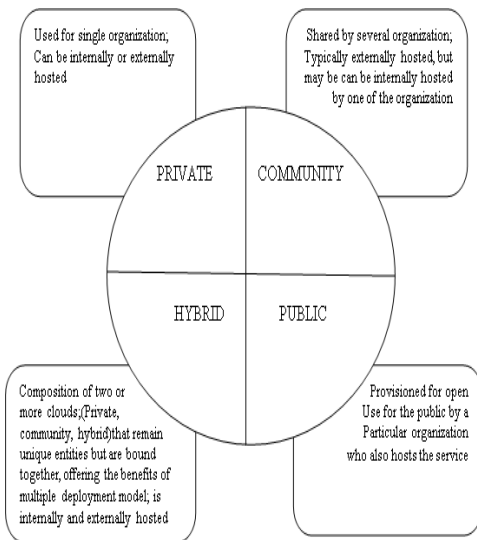 Used for single organization;
Can be internally or externally
hosted
Shared by several organization;
Typically externally hosted, but
may be can be internally hosted
by one of the organization
PRIVATE
COMMUNITY
HYBRID
PUBLIC
Composition of two or
more clouds;(Private,
community, hybrid)that remain
unique entities but are bound
together, offering the benefits of
multiple deployment model; is
internally and externally hosted
Provisioned for open
Use for the public by a
Particular organization
who also hosts the service